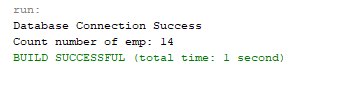 run:
Database Connection Success
Count number of emp: 14
BUILD SUCCESSFUL (total time: 1 second)